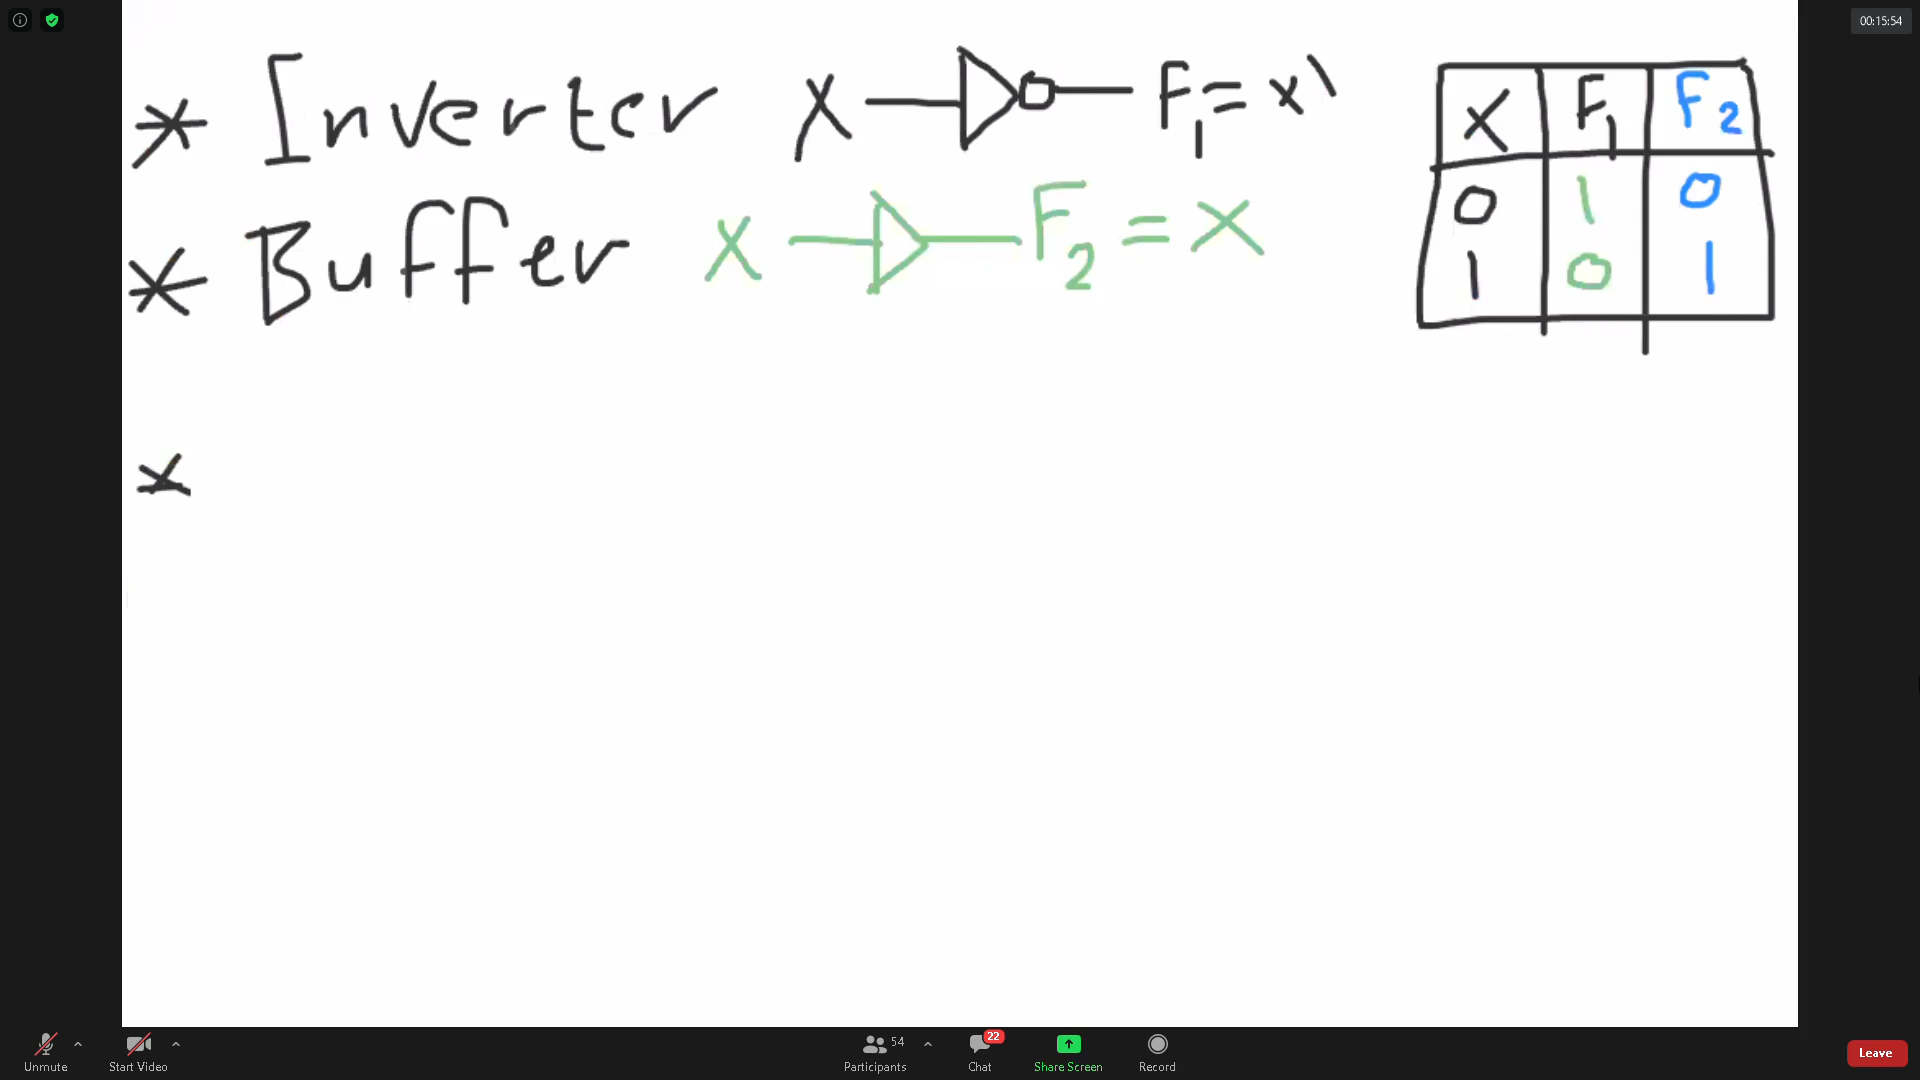 00:15:54
* Inverter X F1 = x'
* Buffer X F2 = X
X F1 F2
0 1 0
1 0 1
*
Unmute Start Video Participants 54 Chat 22 Share Screen Record Leave